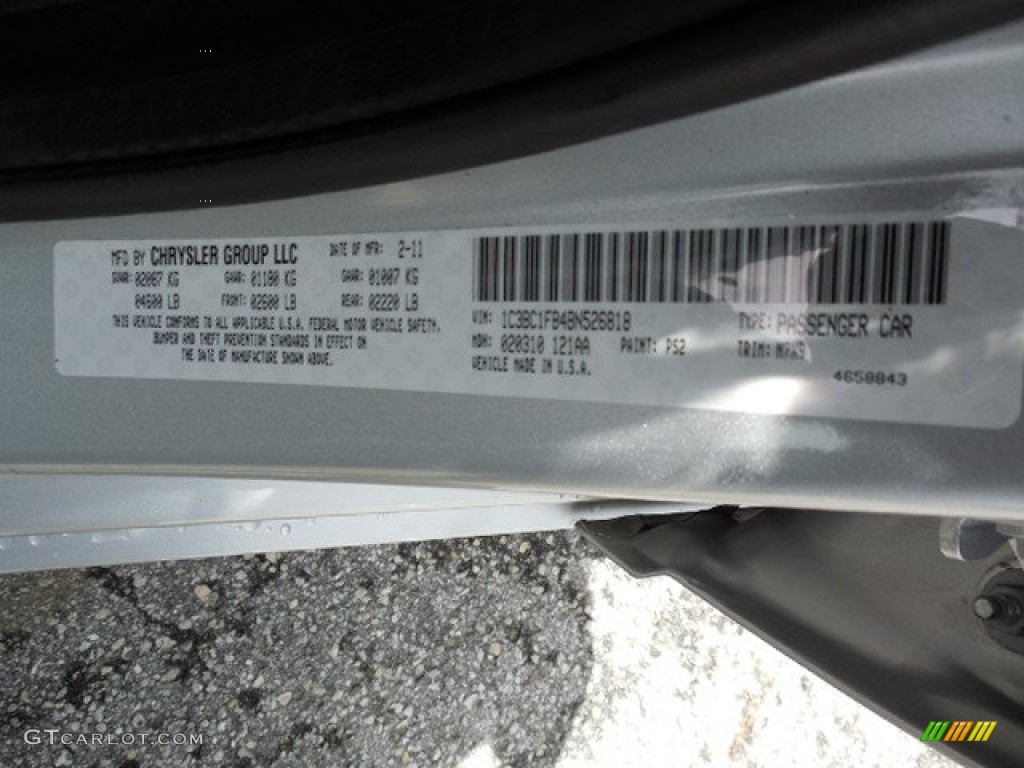 MFD BY CHRYSLER GROUP LLC DATE OF MFR: 2-11
GVWR: 02087 KG GAWR: 01180 KG GAWR: 01007 KG
04600 LB FRONT: 02600 LB REAR: 02220 LB
THIS VEHICLE CONFORMS TO ALL APPLICABLE U.S.A. FEDERAL MOTOR VEHICLE SAFETY,
BUMPER AND THEFT PREVENTION STANDARDS IN EFFECT ON
THE DATE OF MANUFACTURE SHOWN ABOVE.
VIN: 1C3BC1FB4BN526818 TYPE: PASSENGER CAR
MDH: 020310 121AA PAINT: PS2 TRIM:
VEHICLE MADE IN U.S.A.
4658843
GTCARLOT.COM